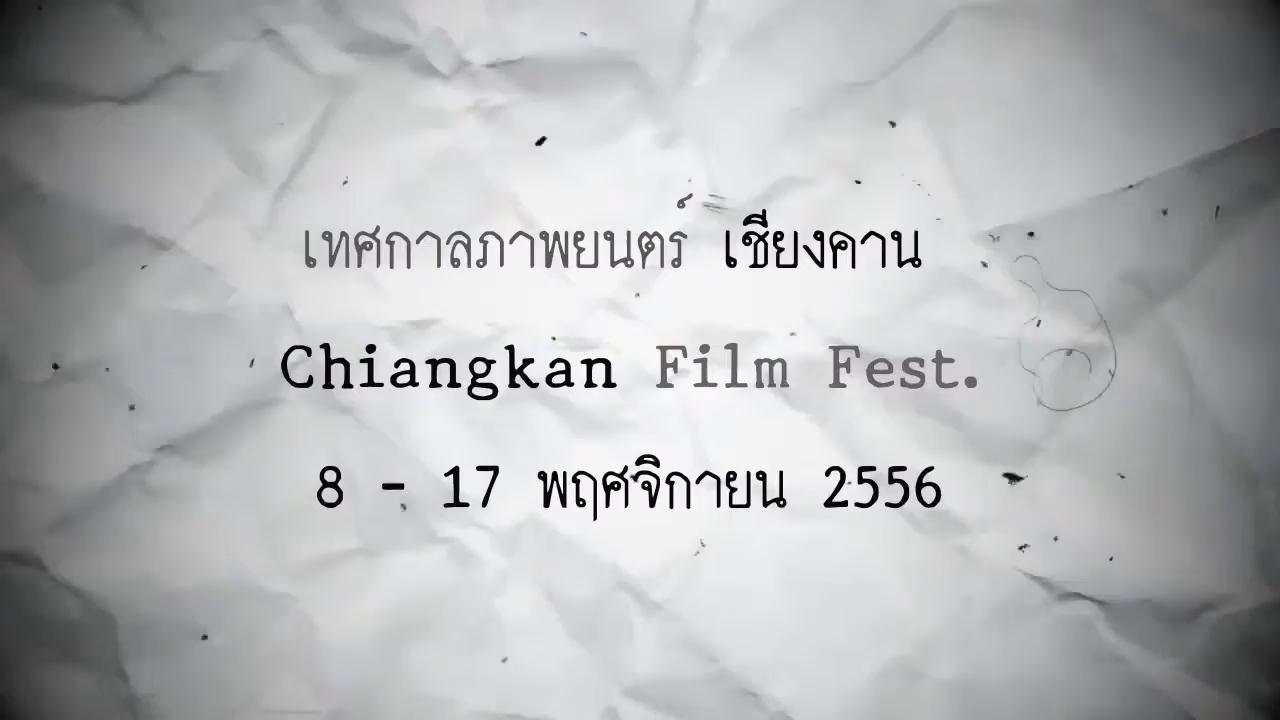 เทศกาลภาพยนตร์ เชียงคาน
Chiangkan Film Fest.
8 - 17 พฤศจิกายน 2556